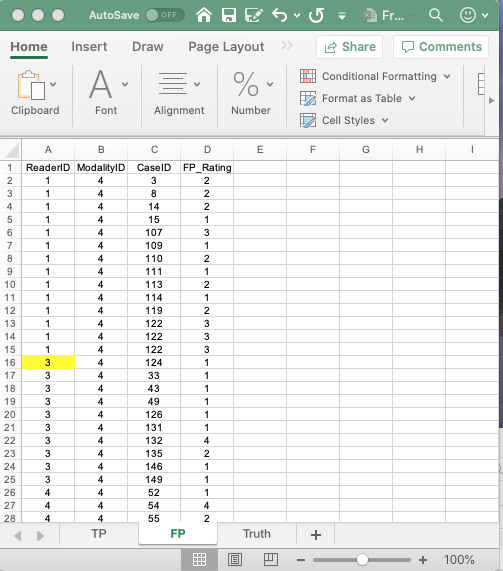 AutoSave OFF Fr...
Home Insert Draw Page Layout >> Share Comments
Clipboard Font Alignment Number Conditional Formatting
Format as Table
Cell Styles
A B C D E F G H I
1 ReaderID ModalityID CaseID FP_Rating
2 1 4 3 2
3 1 4 8 2
4 1 4 14 2
5 1 4 15 1
6 1 4 107 3
7 1 4 109 1
8 1 4 110 2
9 1 4 111 1
10 1 4 113 2
11 1 4 114 1
12 1 4 119 2
13 1 4 122 3
14 1 4 122 3
15 1 4 122 3
16 3 4 124 1
17 3 4 33 1
18 3 4 43 1
19 3 4 49 1
20 3 4 126 1
21 3 4 131 1
22 3 4 132 4
23 3 4 135 2
24 3 4 146 1
25 3 4 149 1
26 4 4 52 1
27 4 4 54 4
28 4 4 55 2
TP FP Truth +
− + 100%